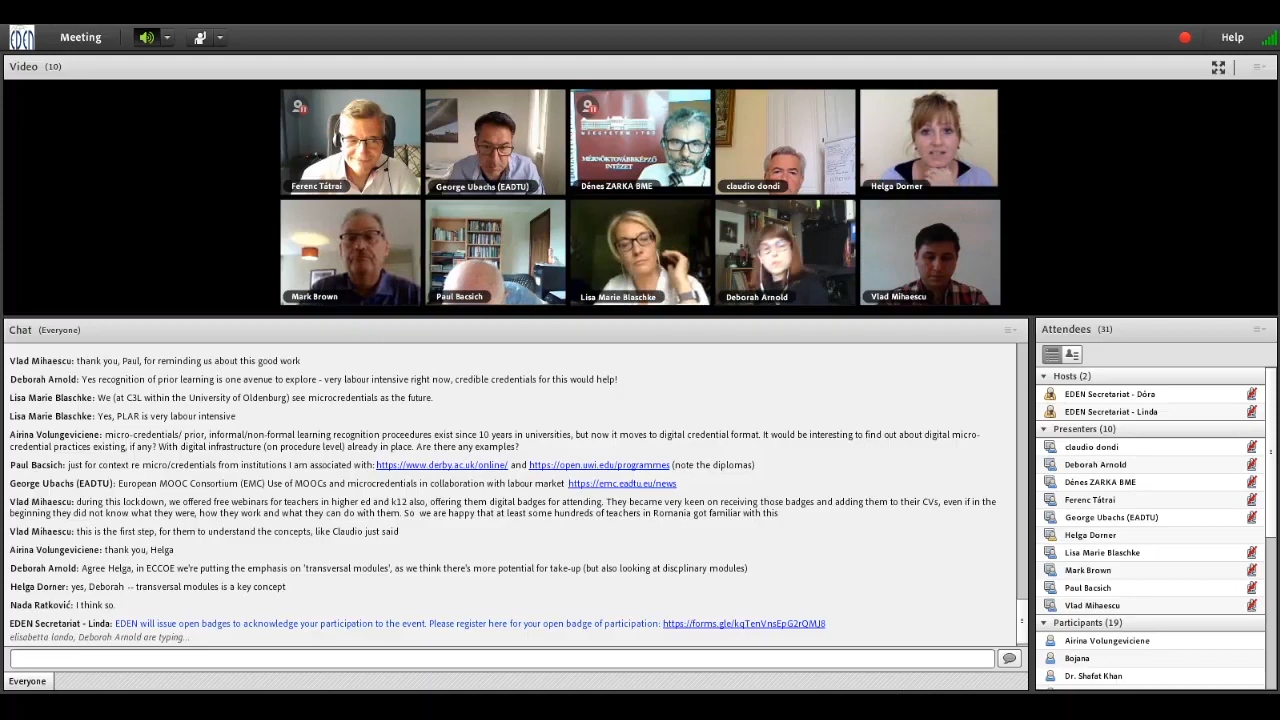 EDEN
Meeting
Help
Video (10)
WEGYETEM 1782
MÉRNÖKTOVÁBBKÉPZŐ
INTÉZET
Ferenc Tátrai
George Ubachs (EADTU)
Dénes ZARKA BME
claudio dondi
Helga Dorner
Mark Brown
Paul Bacsich
Lisa Marie Blaschke
Deborah Arnold
Vlad Mihaescu
Chat (Everyone)
Vlad Mihaescu: thank you, Paul, for reminding us about this good work
Deborah Arnold: Yes recognition of prior learning is one avenue to explore - very labour intensive right now, credible credentials for this would help!
Lisa Marie Blaschke: We (at C3L within the University of Oldenburg) see microcredentials as the future.
Lisa Marie Blaschke: Yes, PLAR is very labour intensive
Airina Volungeviciene: micro-credentials/ prior, informal/non-formal learning recognition procoedures exist since 10 years in universities, but now it moves to digital credential format. It would be interesting to find out about digital micro-
credential practices existing, if any? With digital infrastructure (on procedure level) already in place. Are there any examples?
Paul Bacsich: just for context re micro/credentials from institutions I am associated with: https://www.derby.ac.uk/online/ and https://open.uwi.edu/programmes (note the diplomas)
George Ubachs (EADTU): European MOOC Consortium (EMC) Use of MOOCs and microcredentials in collaboration with labour market https://emc.eadtu.eu/news
Vlad Mihaescu: during this lockdown, we offered free webinars for teachers in higher ed and k12 also, offering them digital badges for attending. They became very keen on receiving those badges and adding them to their CVs, even if in the
beginning they did not know what they were, how they work and what they can do with them. So we are happy that at least some hundreds of teachers in Romania got familiar with this
Vlad Mihaescu: this is the first step, for them to understand the concepts, like Claudio just said
Airina Volungeviciene: thank you, Helga
Deborah Arnold: Agree Helga, in ECCOE we're putting the emphasis on 'transversal modules', as we think there's more potential for take-up (but also looking at discplinary modules)
Helga Dorner: yes, Deborah -- transversal modules is a key concept
Nada Ratković: I think so.
EDEN Secretariat - Linda: EDEN will issue open badges to acknowledge your participation to the event. Please register here for your open badge of participation: https://forms.gle/kqTenVnsEpG2rQMJ8
elisabetta lando, Deborah Arnold are typing...
Everyone
Attendees (31)
Hosts (2)
EDEN Secretariat - Dóra
EDEN Secretariat - Linda
Presenters (10)
claudio dondi
Deborah Arnold
Dénes ZARKA BME
Ferenc Tátrai
George Ubachs (EADTU)
Helga Dorner
Lisa Marie Blaschke
Mark Brown
Paul Bacsich
Vlad Mihaescu
Participants (19)
Airina Volungeviciene
Bojana
Dr. Shafat Khan